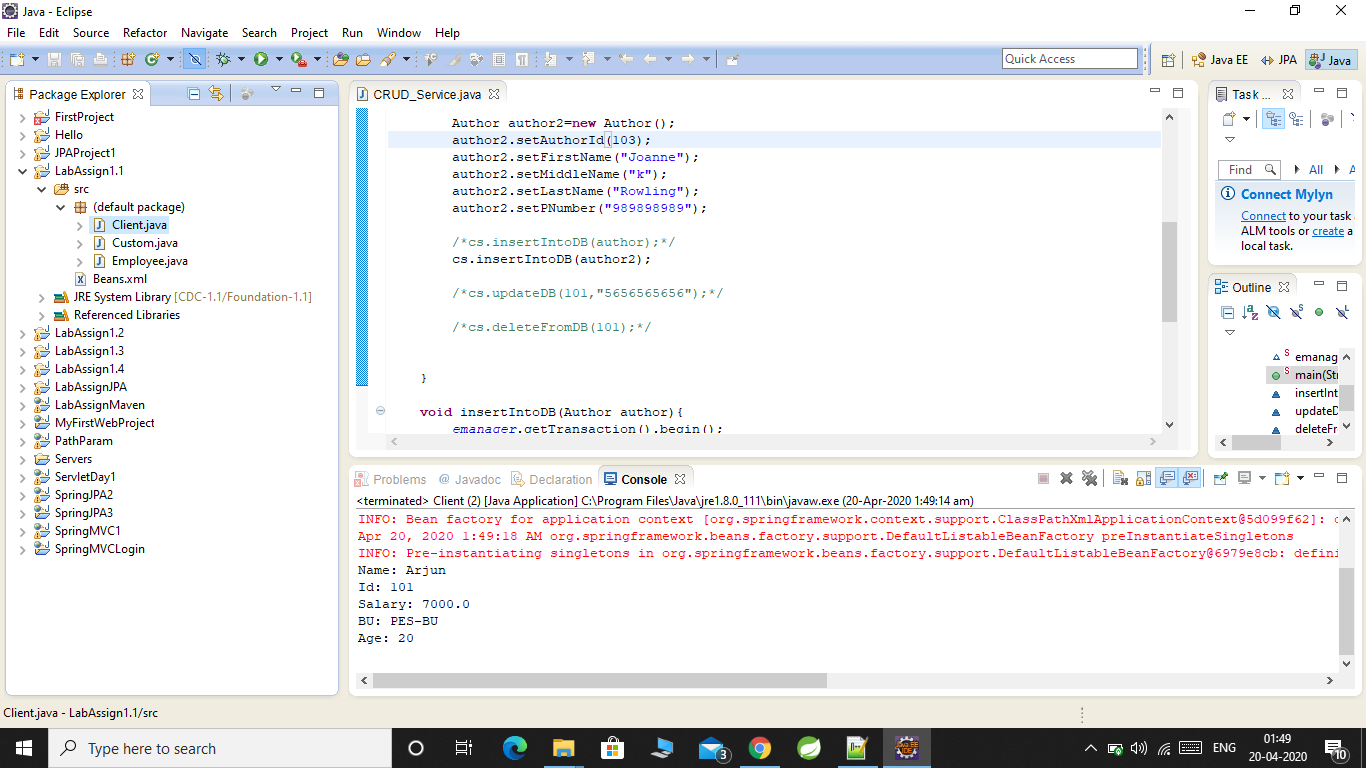 Java - Eclipse
File Edit Source Refactor Navigate Search Project Run Window Help
Quick Access
Java EE JPA Java
Package Explorer
FirstProject
Hello
JPAProject1
LabAssign1.1
src
(default package)
Client.java
Custom.java
Employee.java
Beans.xml
JRE System Library [CDC-1.1/Foundation-1.1]
Referenced Libraries
LabAssign1.2
LabAssign1.3
LabAssign1.4
LabAssignJPA
LabAssignMaven
MyFirstWebProject
PathParam
Servers
ServletDay1
SpringJPA2
SpringJPA3
SpringMVC1
SpringMVCLogin
CRUD_Service.java
Author author2=new Author();
author2.setAuthorId(103);
author2.setFirstName("Joanne");
author2.setMiddleName("k");
author2.setLastName("Rowling");
author2.setPNumber("989898989");
/*cs.insertIntoDB(author);*/
cs.insertIntoDB(author2);
/*cs.updateDB(101,"5656565656");*/
/*cs.deleteFromDB(101);*/
}
void insertIntoDB(Author author){
emanager.getTransaction().begin();
Task ...
Find All A
Connect Mylyn
Connect to your task
ALM tools or create a
local task.
Outline
S emanag
S main(Stri
insertInt
updateD
deleteFr
Problems @ Javadoc Declaration Console
<terminated> Client (2) [Java Application] C:\Program Files\Java\jre1.8.0_111\bin\javaw.exe (20-Apr-2020 1:49:14 am)
INFO: Bean factory for application context [org.springframework.context.support.ClassPathXmlApplicationContext@5d099f62]: o
Apr 20, 2020 1:49:18 AM org.springframework.beans.factory.support.DefaultListableBeanFactory preInstantiateSingletons
INFO: Pre-instantiating singletons in org.springframework.beans.factory.support.DefaultListableBeanFactory@6979e8cb: defini
Name: Arjun
Id: 101
Salary: 7000.0
BU: PES-BU
Age: 20
Client.java - LabAssign1.1/src
Type here to search
3
JAVA EE
IDE
ENG
01:49
20-04-2020
10